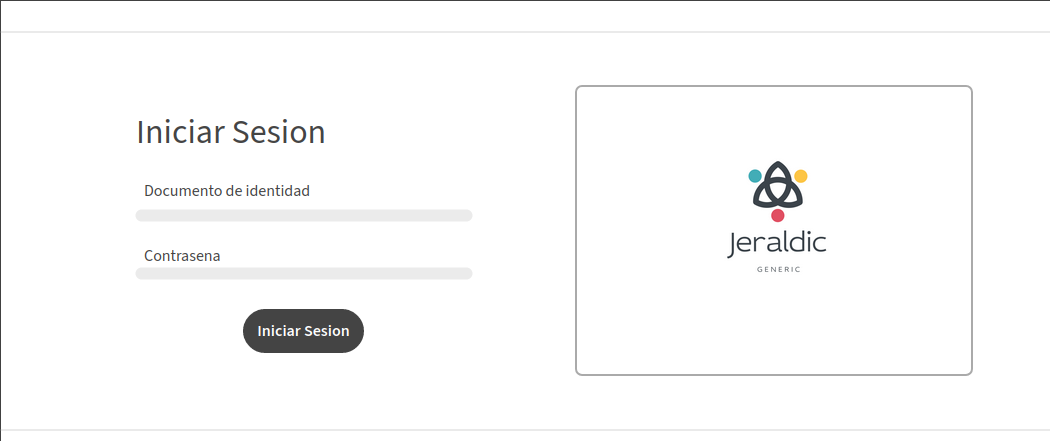 Iniciar Sesion
Documento de identidad
Contrasena
Iniciar Sesion
Jeraldic
GENERIC